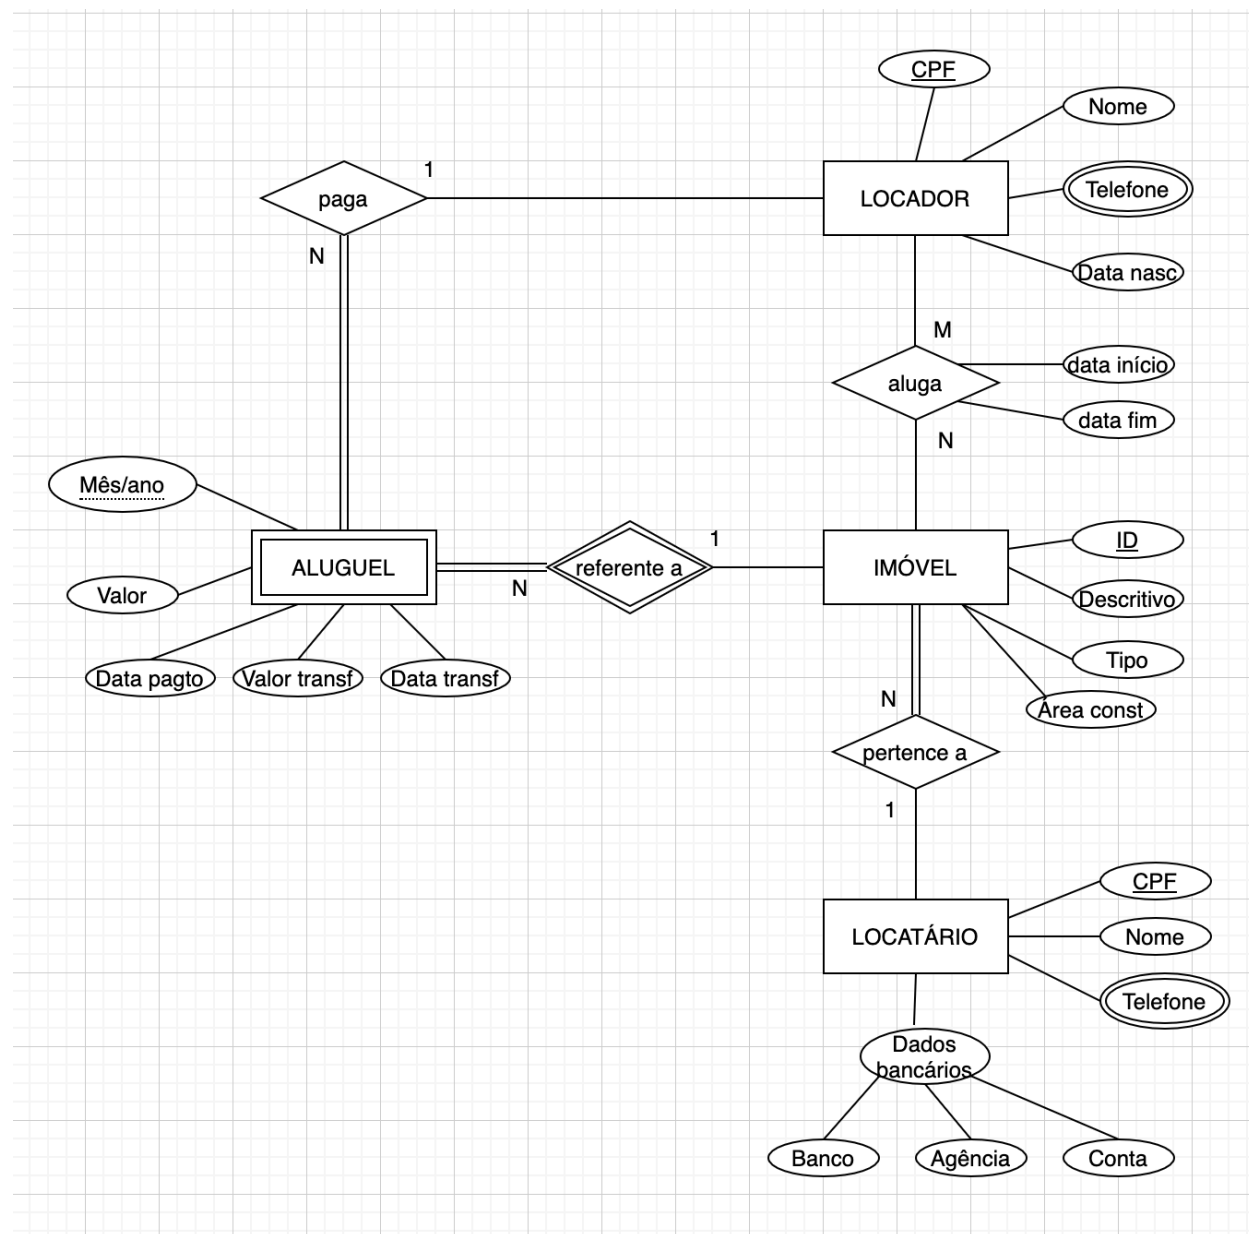 CPF
Nome
1
paga
LOCADOR
Telefone
N
Data nasc
M
aluga
data início
data fim
N
Mês/ano
ALUGUEL
referente a
1
N
IMÓVEL
ID
Descritivo
Valor
Tipo
Data pagto
Valor transf
Data transf
Área const
N
pertence a
1
CPF
LOCATÁRIO
Nome
Telefone
Dados
bancários
Banco
Agência
Conta